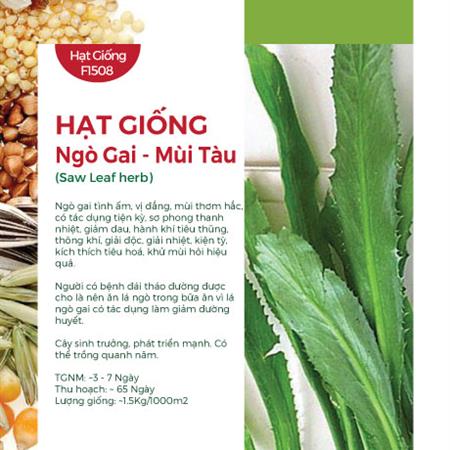 Hạt Giống
F1508
HẠT GIỐNG
Ngò Gai - Mùi Tàu
(Saw Leaf herb)
Ngò gai tình ấm, vị đắng, mùi thơm hắc,
có tác dụng tiện kỳ, sơ phong thanh
nhiệt, giảm đau, hành khí tiêu thũng,
thông khí, giải độc, giải nhiệt, kiện tỳ,
kích thích tiêu hoá, khử mùi hôi hiệu
quả.
Người có bệnh đái tháo đường được
cho là nên ăn lá ngò trong bữa ăn vì lá
ngò gai có tác dụng làm giảm đường
huyết.
Cây sinh trưởng, phát triển mạnh. Có
thể trồng quanh năm.
TGNM: ~3 - 7 Ngày
Thu hoạch: ~ 65 Ngày
Lượng giống: ~1.5Kg/1000m2